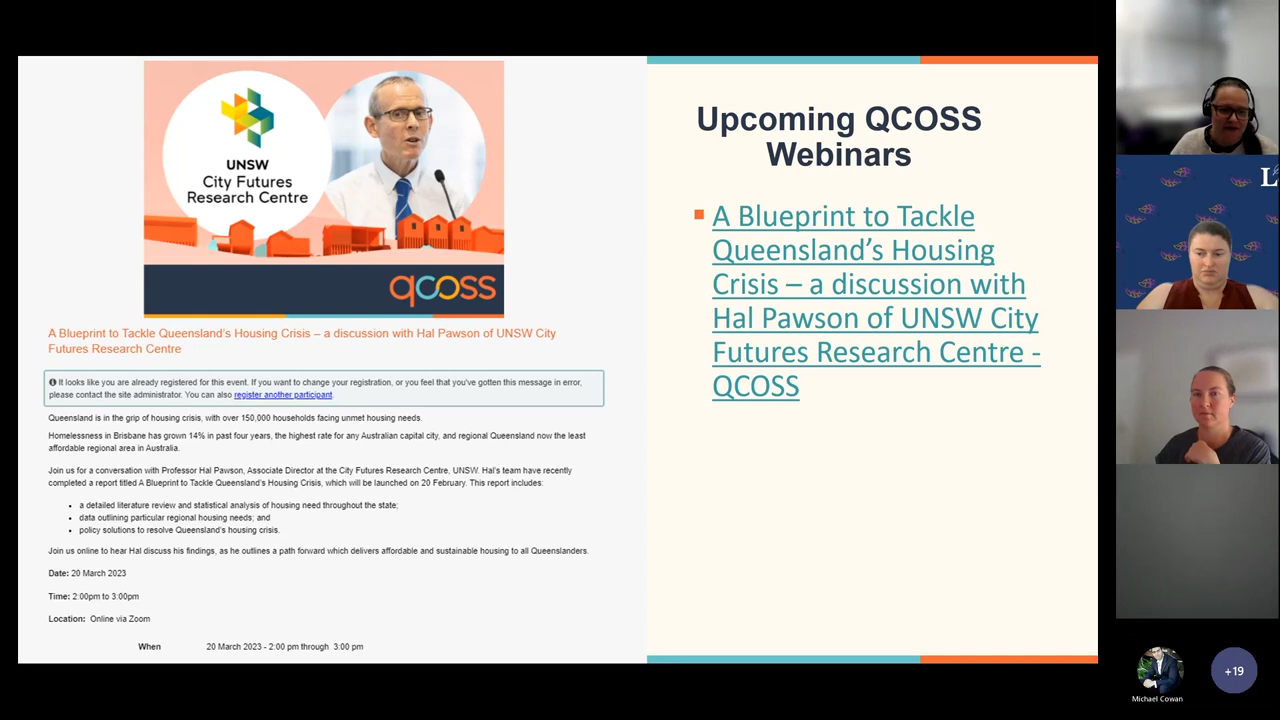 UNSW
City Futures
Research Centre
qcoss
A Blueprint to Tackle Queensland's Housing Crisis – a discussion with Hal Pawson of UNSW City
Futures Research Centre
It looks like you are already registered for this event. If you want to change your registration, or you feel that you've gotten this message in error,
please contact the site administrator. You can also register another participant.
Queensland is in the grip of housing crisis, with over 150,000 households facing unmet housing needs.
Homelessness in Brisbane has grown 14% in past four years, the highest rate for any Australian capital city, and regional Queensland now the least
affordable regional area in Australia.
Join us for a conversation with Professor Hal Pawson, Associate Director at the City Futures Research Centre, UNSW. Hal's team have recently
completed a report titled A Blueprint to Tackle Queensland's Housing Crisis, which will be launched on 20 February. This report includes:
• a detailed literature review and statistical analysis of housing need throughout the state;
• data outlining particular regional housing needs; and
• policy solutions to resolve Queensland's housing crisis.
Join us online to hear Hal discuss his findings, as he outlines a path forward which delivers affordable and sustainable housing to all Queenslanders.
Date: 20 March 2023
Time: 2:00pm to 3:00pm
Location: Online via Zoom
When 20 March 2023 - 2:00 pm through 3:00 pm
Upcoming QCOSS
Webinars
A Blueprint to Tackle
Queensland's Housing
Crisis – a discussion with
Hal Pawson of UNSW City
Futures Research Centre -
QCOSS
L
Michael Cowan
+19